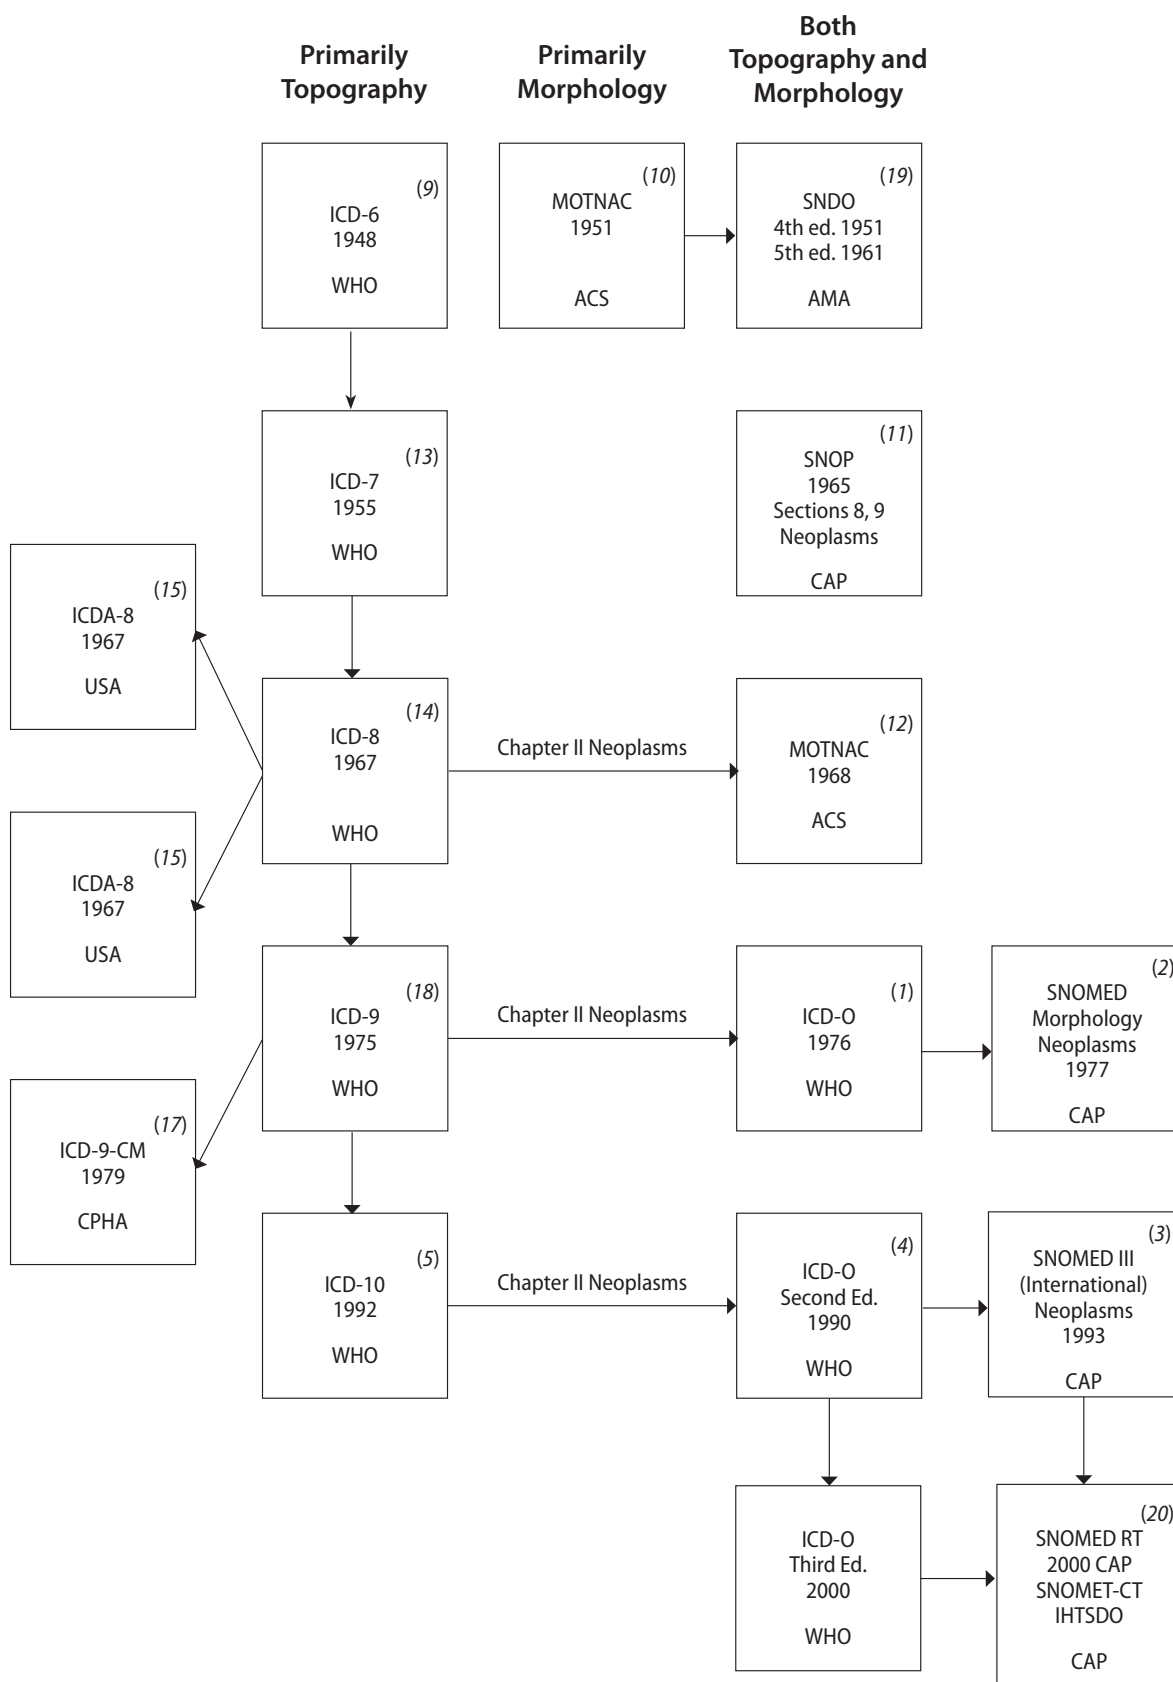 Primarily
Topography
Primarily
Morphology
Both
Topography and
Morphology
(9)
ICD-6
1948
WHO
(10)
MOTNAC
1951
ACS
(19)
SNDO
4th ed. 1951
5th ed. 1961
AMA
(13)
ICD-7
1955
WHO
(11)
SNOP
1965
Sections 8, 9
Neoplasms
CAP
(15)
ICDA-8
1967
USA
(14)
ICD-8
1967
WHO
Chapter II Neoplasms
(12)
MOTNAC
1968
ACS
(15)
ICDA-8
1967
USA
(18)
ICD-9
1975
WHO
Chapter II Neoplasms
(1)
ICD-O
1976
WHO
(2)
SNOMED
Morphology
Neoplasms
1977
CAP
(17)
ICD-9-CM
1979
CPHA
(5)
ICD-10
1992
WHO
Chapter II Neoplasms
(4)
ICD-O
Second Ed.
1990
WHO
(3)
SNOMED III
(International)
Neoplasms
1993
CAP
ICD-O
Third Ed.
2000
WHO
(20)
SNOMED RT
2000 CAP
SNOMET-CT
IHTSDO
CAP